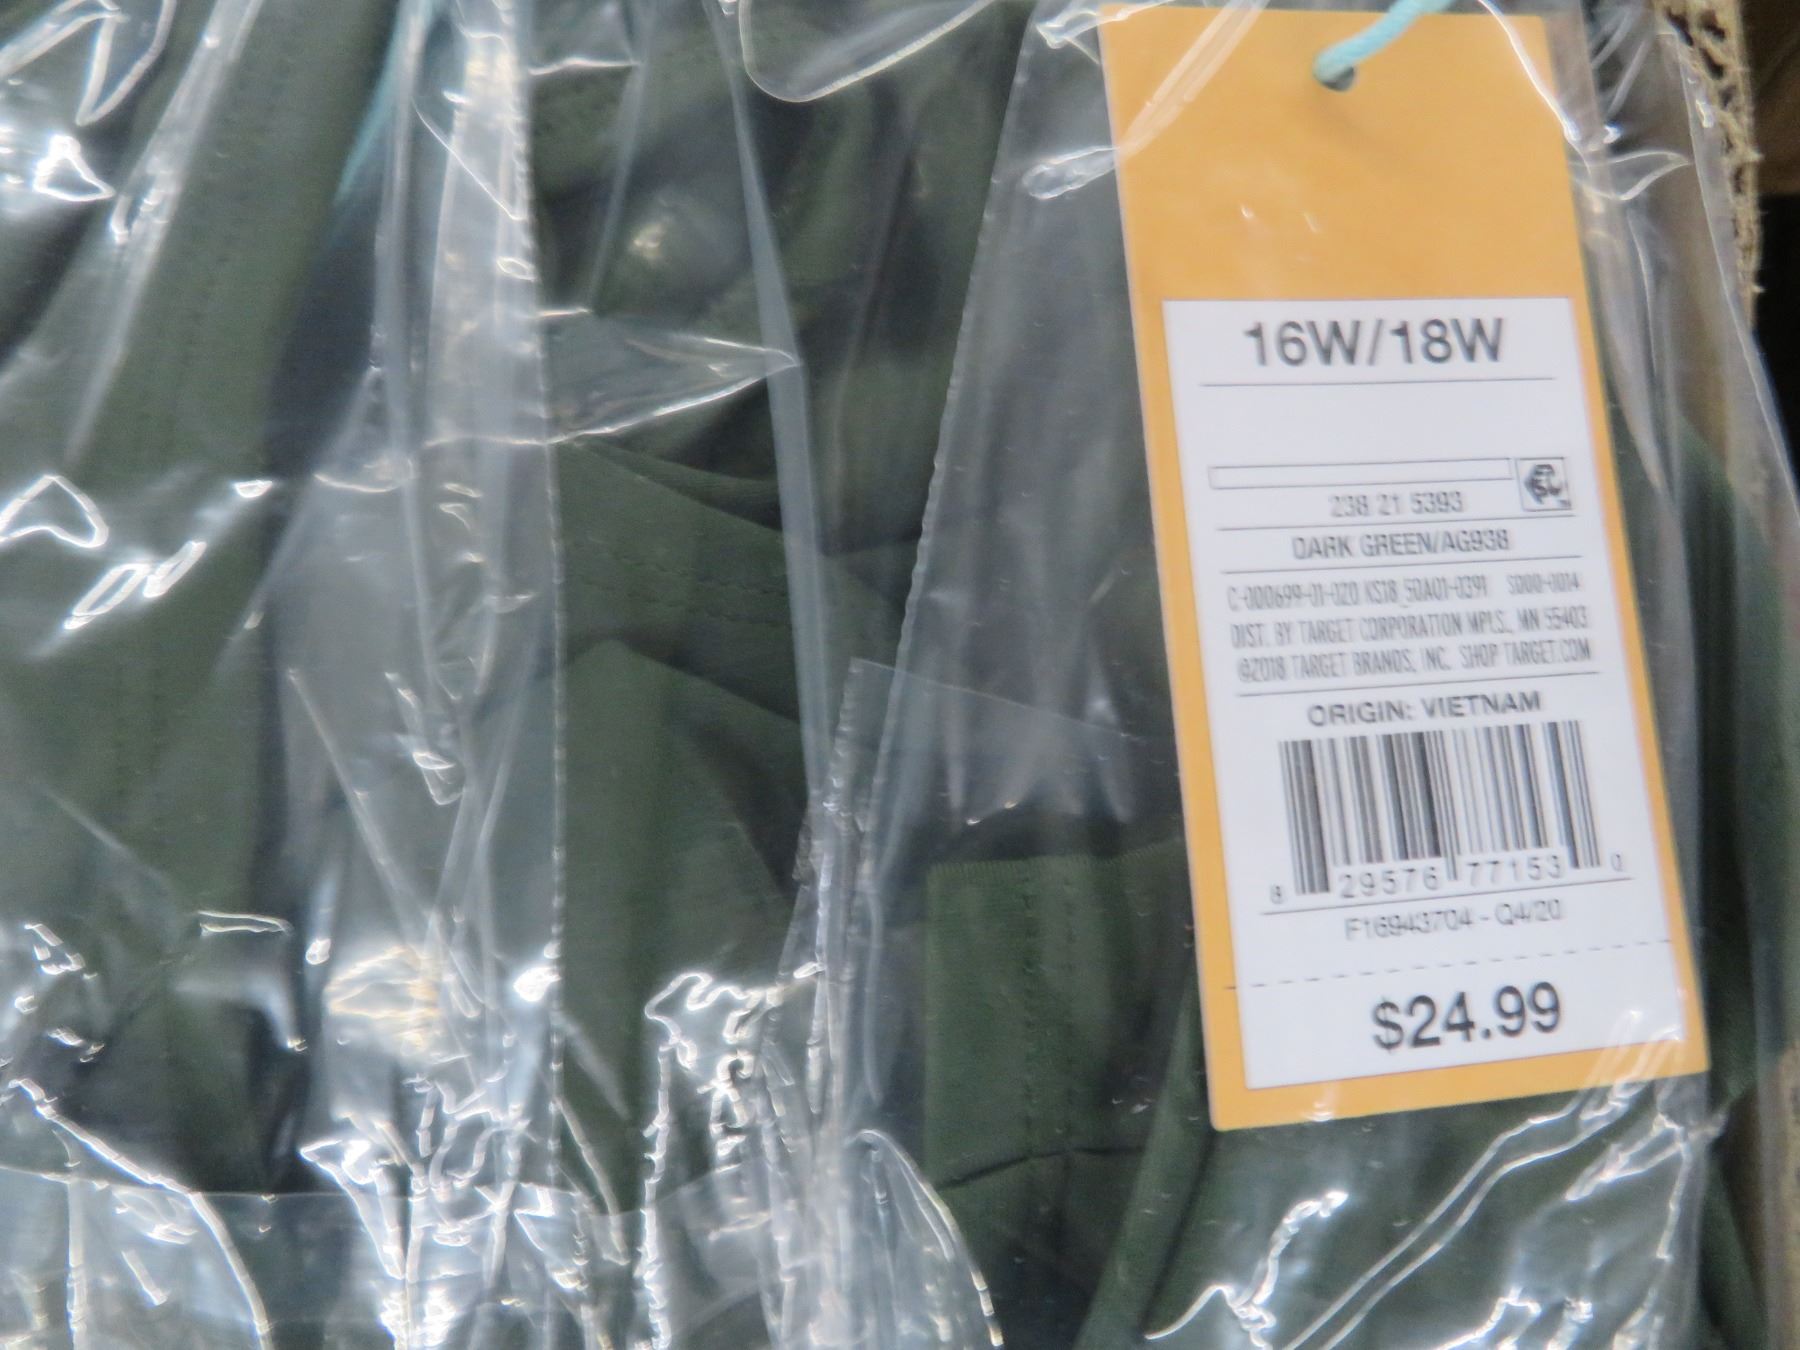 16W/18W
238 21 5393
DARK GREEN/AG938
C-000699-01-020 KS18_50A01-0391 S000-0014
DIST. BY TARGET CORPORATION MPLS., MN 55403
©2018 TARGET BRANDS, INC. SHOP TARGET.COM
ORIGIN: VIETNAM
8 29576 77153 0
F16943704 - Q4/20
$24.99